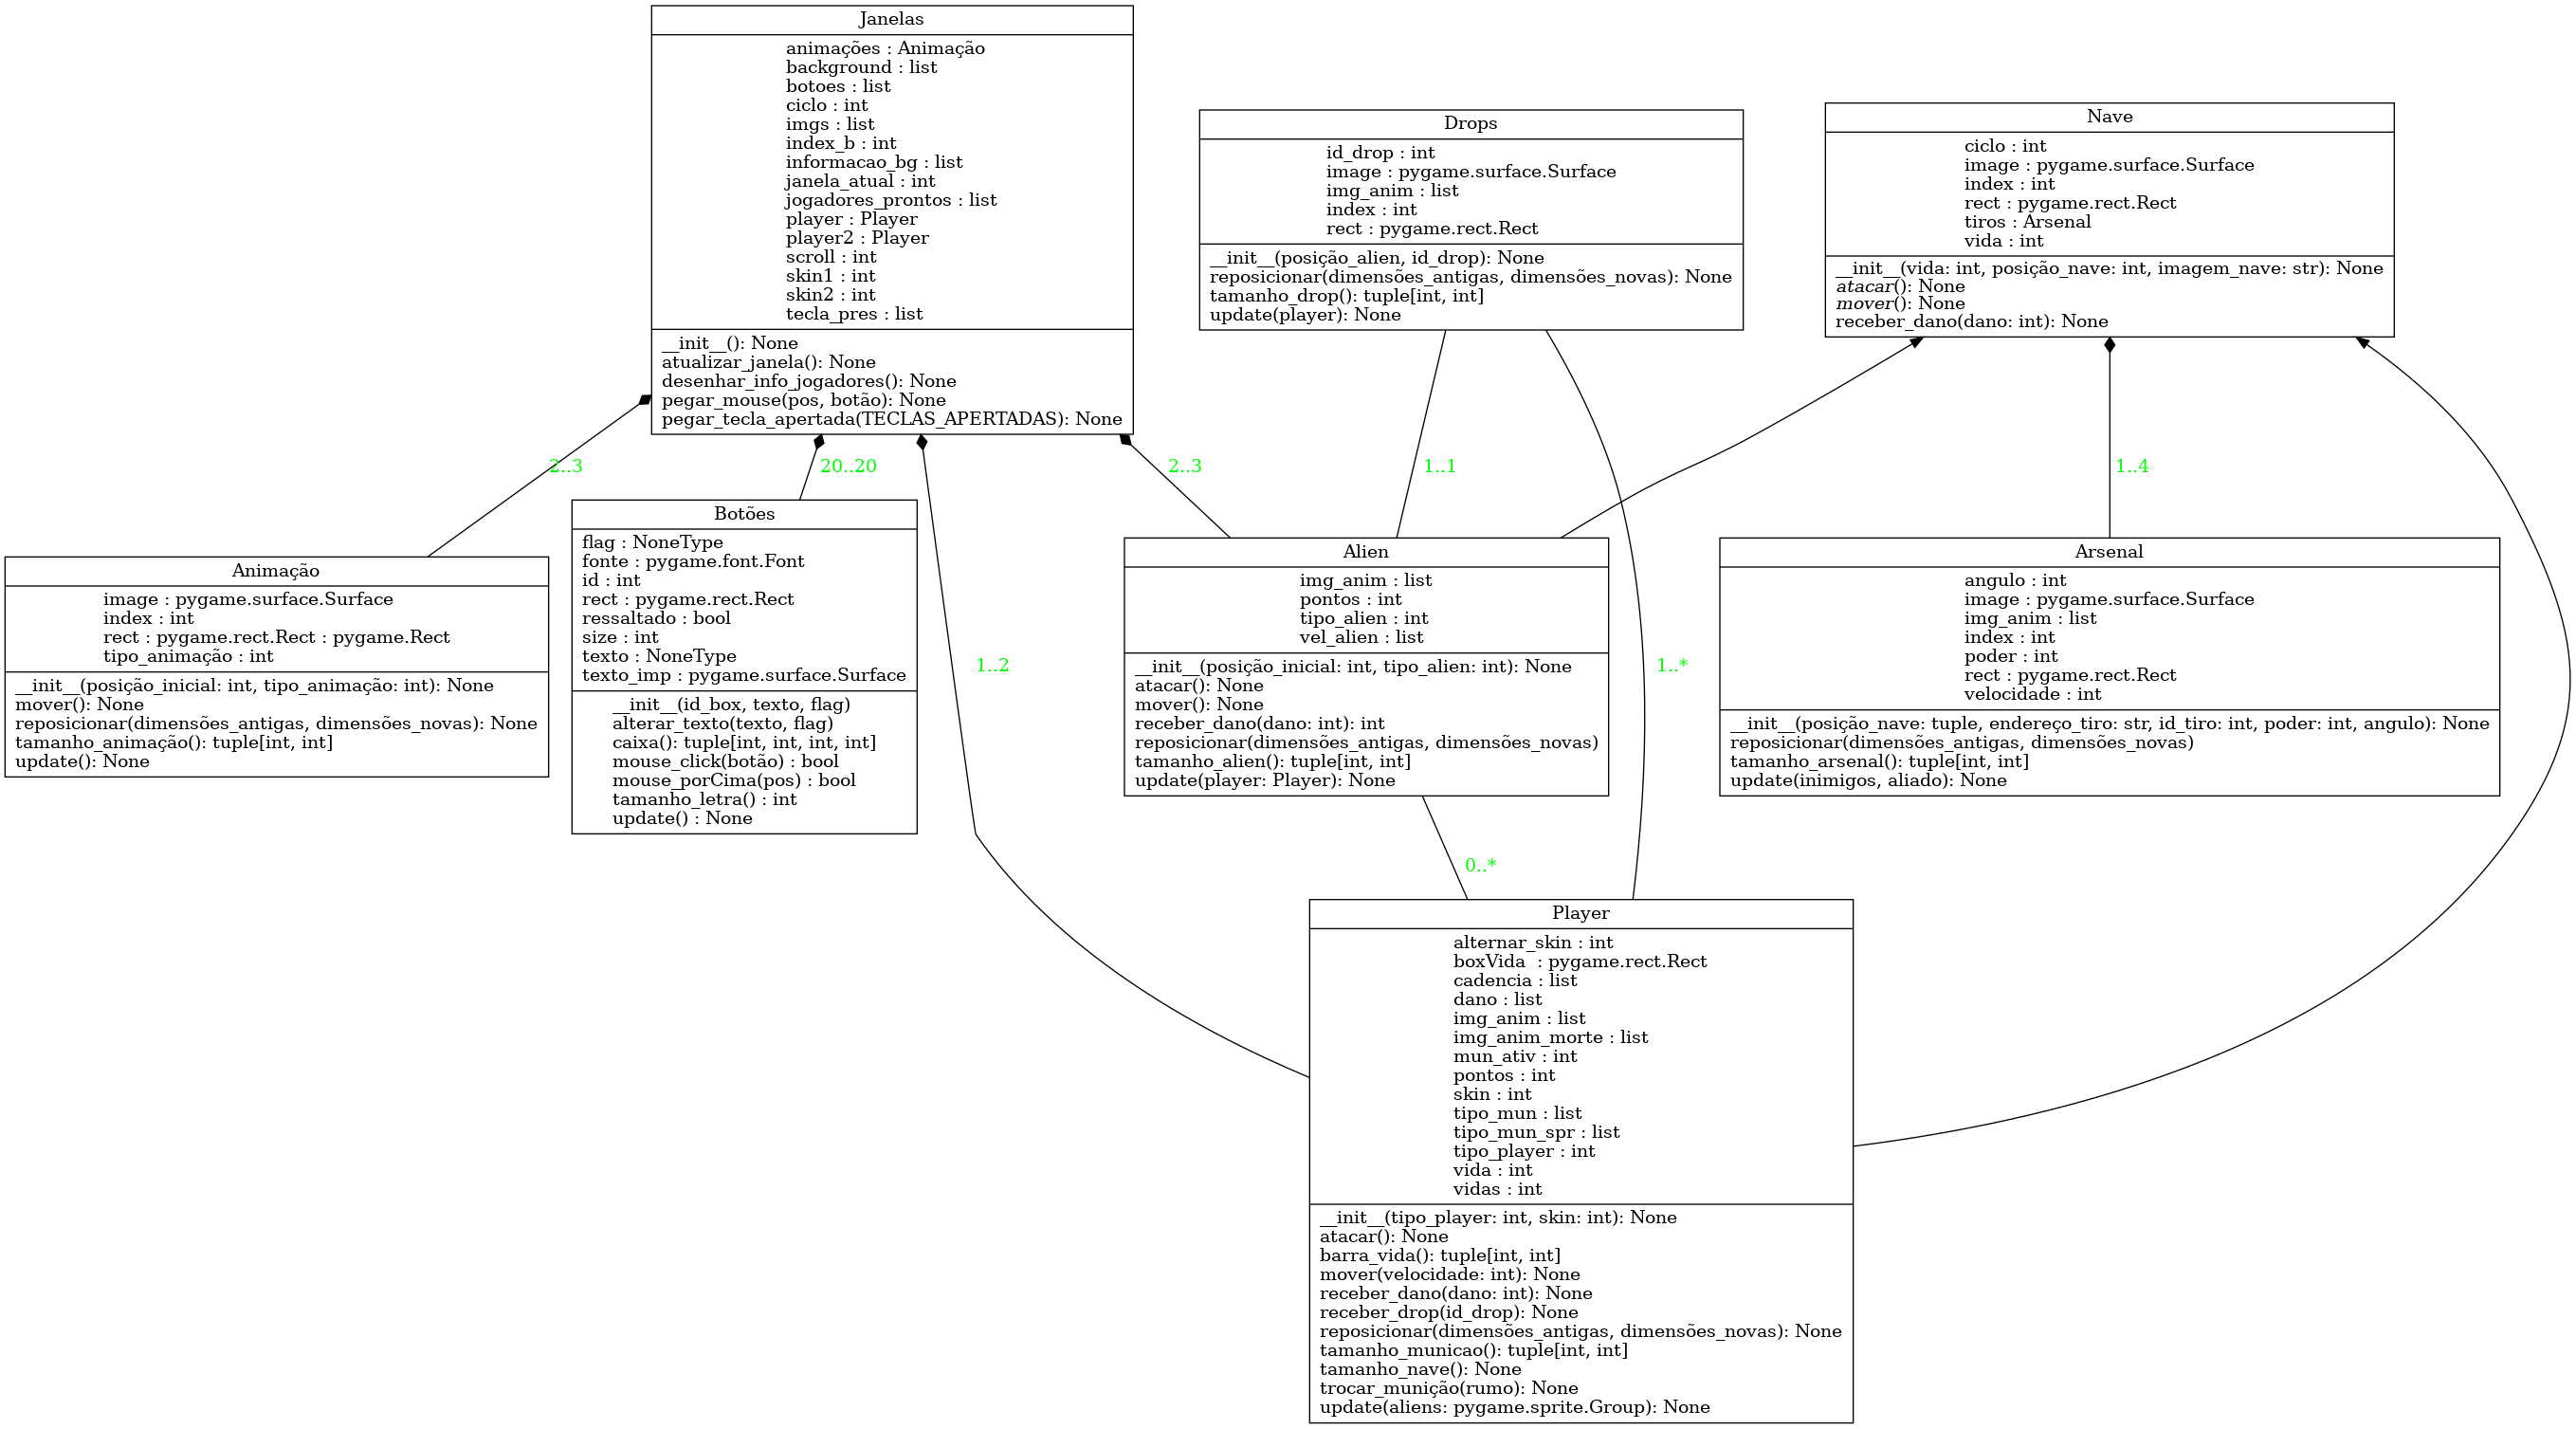 Janelas
animações : Animação
background : list
botoes : list
ciclo : int
imgs : list
index_b : int
informacao_bg : list
janela_atual : int
jogadores_prontos : list
player : Player
player2 : Player
scroll : int
skin1 : int
skin2 : int
tecla_pres : list
__init__(): None
atualizar_janela(): None
desenhar_info_jogadores(): None
pegar_mouse(pos, botão): None
pegar_tecla_apertada(TECLAS_APERTADAS): None
Drops
id_drop : int
image : pygame.surface.Surface
img_anim : list
index : int
rect : pygame.rect.Rect
__init__(posição_alien, id_drop): None
reposicionar(dimensões_antigas, dimensões_novas): None
tamanho_drop(): tuple[int, int]
update(player): None
Nave
ciclo : int
image : pygame.surface.Surface
index : int
rect : pygame.rect.Rect
tiros : Arsenal
vida : int
__init__(vida: int, posição_nave: int, imagem_nave: str): None
atacar(): None
mover(): None
receber_dano(dano: int): None
2..3
20..20
2..3
1..1
1..4
Animação
image : pygame.surface.Surface
index : int
rect : pygame.rect.Rect : pygame.Rect
tipo_animação : int
__init__(posição_inicial: int, tipo_animação: int): None
mover(): None
reposicionar(dimensões_antigas, dimensões_novas): None
tamanho_animação(): tuple[int, int]
update(): None
Botões
flag : NoneType
fonte : pygame.font.Font
id : int
rect : pygame.rect.Rect
ressaltado : bool
size : int
texto : NoneType
texto_imp : pygame.surface.Surface
__init__(id_box, texto, flag)
alterar_texto(texto, flag)
caixa(): tuple[int, int, int, int]
mouse_click(botão) : bool
mouse_porCima(pos) : bool
tamanho_letra() : int
update() : None
1..2
Alien
img_anim : list
pontos : int
tipo_alien : int
vel_alien : list
__init__(posição_inicial: int, tipo_alien: int): None
atacar(): None
mover(): None
receber_dano(dano: int): int
reposicionar(dimensões_antigas, dimensões_novas)
tamanho_alien(): tuple[int, int]
update(player: Player): None
1..*
Arsenal
angulo : int
image : pygame.surface.Surface
img_anim : list
index : int
poder : int
rect : pygame.rect.Rect
velocidade : int
__init__(posição_nave: tuple, endereço_tiro: str, id_tiro: int, poder: int, angulo): None
reposicionar(dimensões_antigas, dimensões_novas)
tamanho_arsenal(): tuple[int, int]
update(inimigos, aliado): None
0..*
Player
alternar_skin : int
boxVida  : pygame.rect.Rect
cadencia : list
dano : list
img_anim : list
img_anim_morte : list
mun_ativ : int
pontos : int
skin : int
tipo_mun : list
tipo_mun_spr : list
tipo_player : int
vida : int
vidas : int
__init__(tipo_player: int, skin: int): None
atacar(): None
barra_vida(): tuple[int, int]
mover(velocidade: int): None
receber_dano(dano: int): None
receber_drop(id_drop): None
reposicionar(dimensões_antigas, dimensões_novas): None
tamanho_municao(): tuple[int, int]
tamanho_nave(): None
trocar_munição(rumo): None
update(aliens: pygame.sprite.Group): None